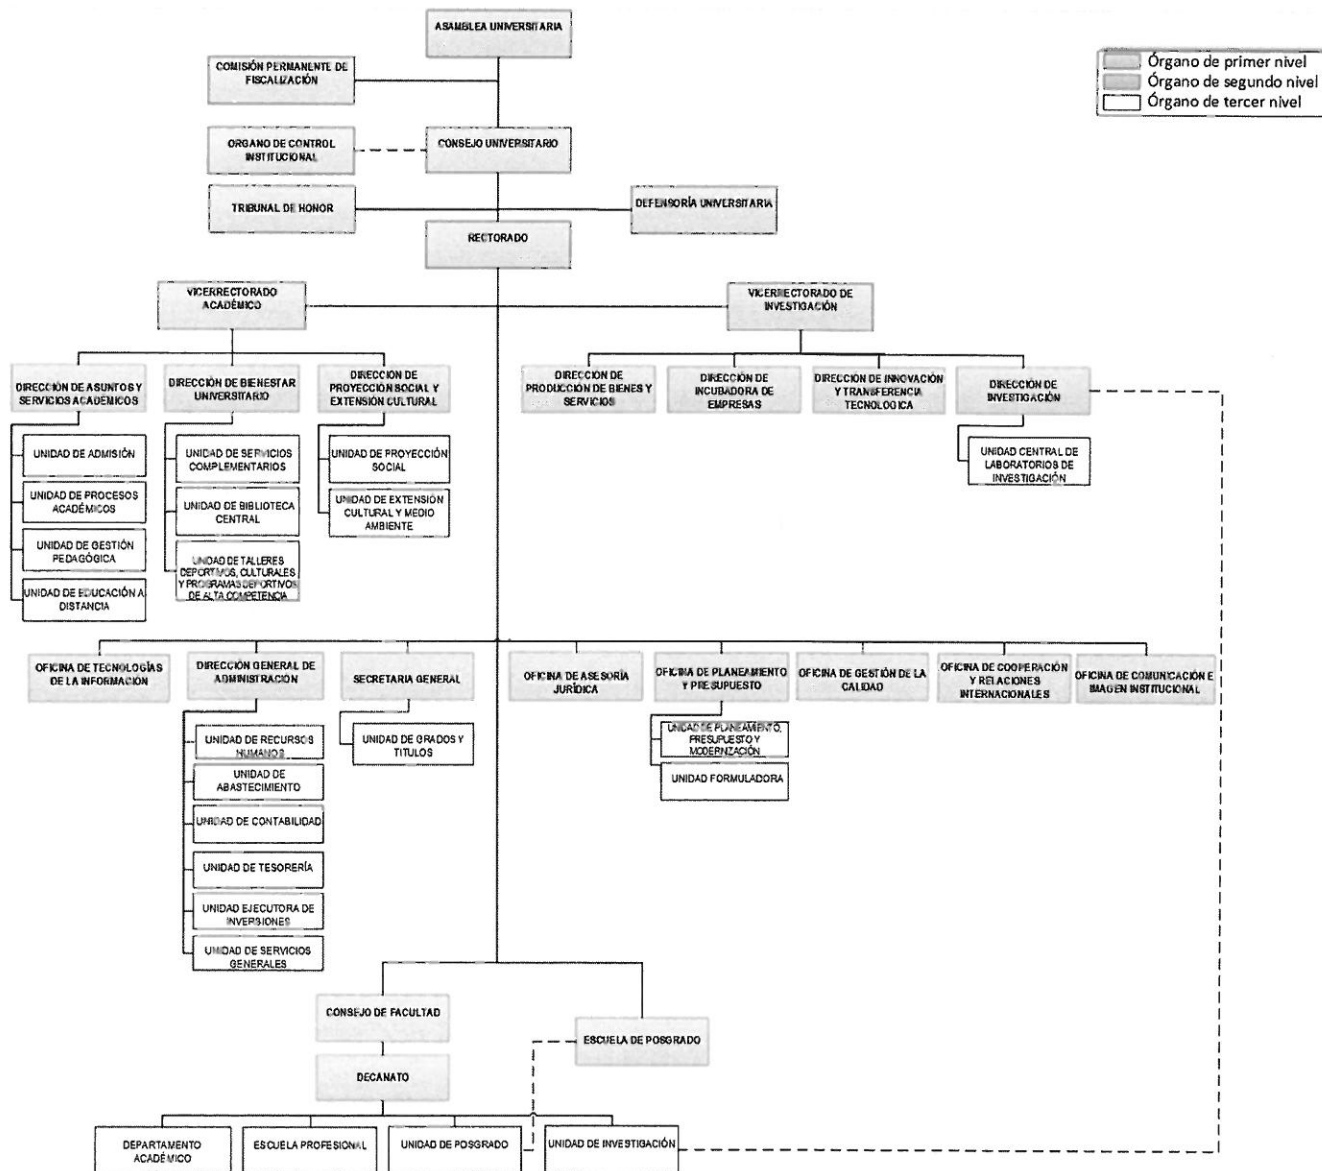 ASAMBLEA UNIVERSITARIA
COMISIÓN PERMANENTE DE
FISCALIZACIÓN
Órgano de primer nivel
Órgano de segundo nivel
Órgano de tercer nivel
ORGANO DE CONTROL
INSTITUCIONAL
CONSEJO UNIVERSITARIO
TRIBUNAL DE HONOR
DEFENSORÍA UNIVERSITARIA
RECTORADO
VICERRECTORADO
ACADÉMICO
VICERRECTORADO DE
INVESTIGACIÓN
DIRECCIÓN DE ASUNTOS Y
SERVICIOS ACADÉMICOS
DIRECCIÓN DE BIENESTAR
UNIVERSITARIO
DIRECCIÓN DE
PROYECCIÓN SOCIAL Y
EXTENSIÓN CULTURAL
DIRECCIÓN DE
PRODUCCIÓN DE BIENES Y
SERVICIOS
DIRECCIÓN DE
INCUBADORA DE
EMPRESAS
DIRECCIÓN DE INNOVACIÓN
Y TRANSFERENCIA
TECNOLOGICA
DIRECCIÓN DE
INVESTIGACIÓN
UNIDAD DE ADMISIÓN
UNIDAD DE PROCESOS
ACADÉMICOS
UNIDAD DE GESTIÓN
PEDAGÓGICA
UNIDAD DE EDUCACIÓN A
DISTANCIA
UNIDAD DE SERVICIOS
COMPLEMENTARIOS
UNIDAD DE BIBLIOTECA
CENTRAL
UNIDAD DE TALLERES
DEPORTIVOS, CULTURALES
Y PROGRAMAS DEPORTIVOS
DE ALTA COMPETENCIA
UNIDAD DE PROYECCIÓN
SOCIAL
UNIDAD DE EXTENSIÓN
CULTURAL Y MEDIO
AMBIENTE
UNIDAD CENTRAL DE
LABORATORIOS DE
INVESTIGACIÓN
OFICINA DE TECNOLOGÍAS
DE LA INFORMACIÓN
DIRECCIÓN GENERAL DE
ADMINISTRACIÓN
SECRETARIA GENERAL
OFICINA DE ASESORÍA
JURÍDICA
OFICINA DE PLANEAMIENTO
Y PRESUPUESTO
OFICINA DE GESTIÓN DE LA
CALIDAD
OFICINA DE COOPERACIÓN
Y RELACIONES
INTERNACIONALES
OFICINA DE COMUNICACIÓN E
IMAGEN INSTITUCIONAL
UNIDAD DE RECURSOS
HUMANOS
UNIDAD DE
ABASTECIMIENTO
UNIDAD DE CONTABILIDAD
UNIDAD DE TESORERÍA
UNIDAD EJECUTORA DE
INVERSIONES
UNIDAD DE SERVICIOS
GENERALES
UNIDAD DE GRADOS Y
TITULOS
UNIDAD DE PLANEAMIENTO,
PRESUPUESTO Y
MODERNIZACIÓN
UNIDAD FORMULADORA
CONSEJO DE FACULTAD
ESCUELA DE POSGRADO
DECANATO
DEPARTAMENTO
ACADÉMICO
ESCUELA PROFESIONAL
UNIDAD DE POSGRADO
UNIDAD DE INVESTIGACIÓN